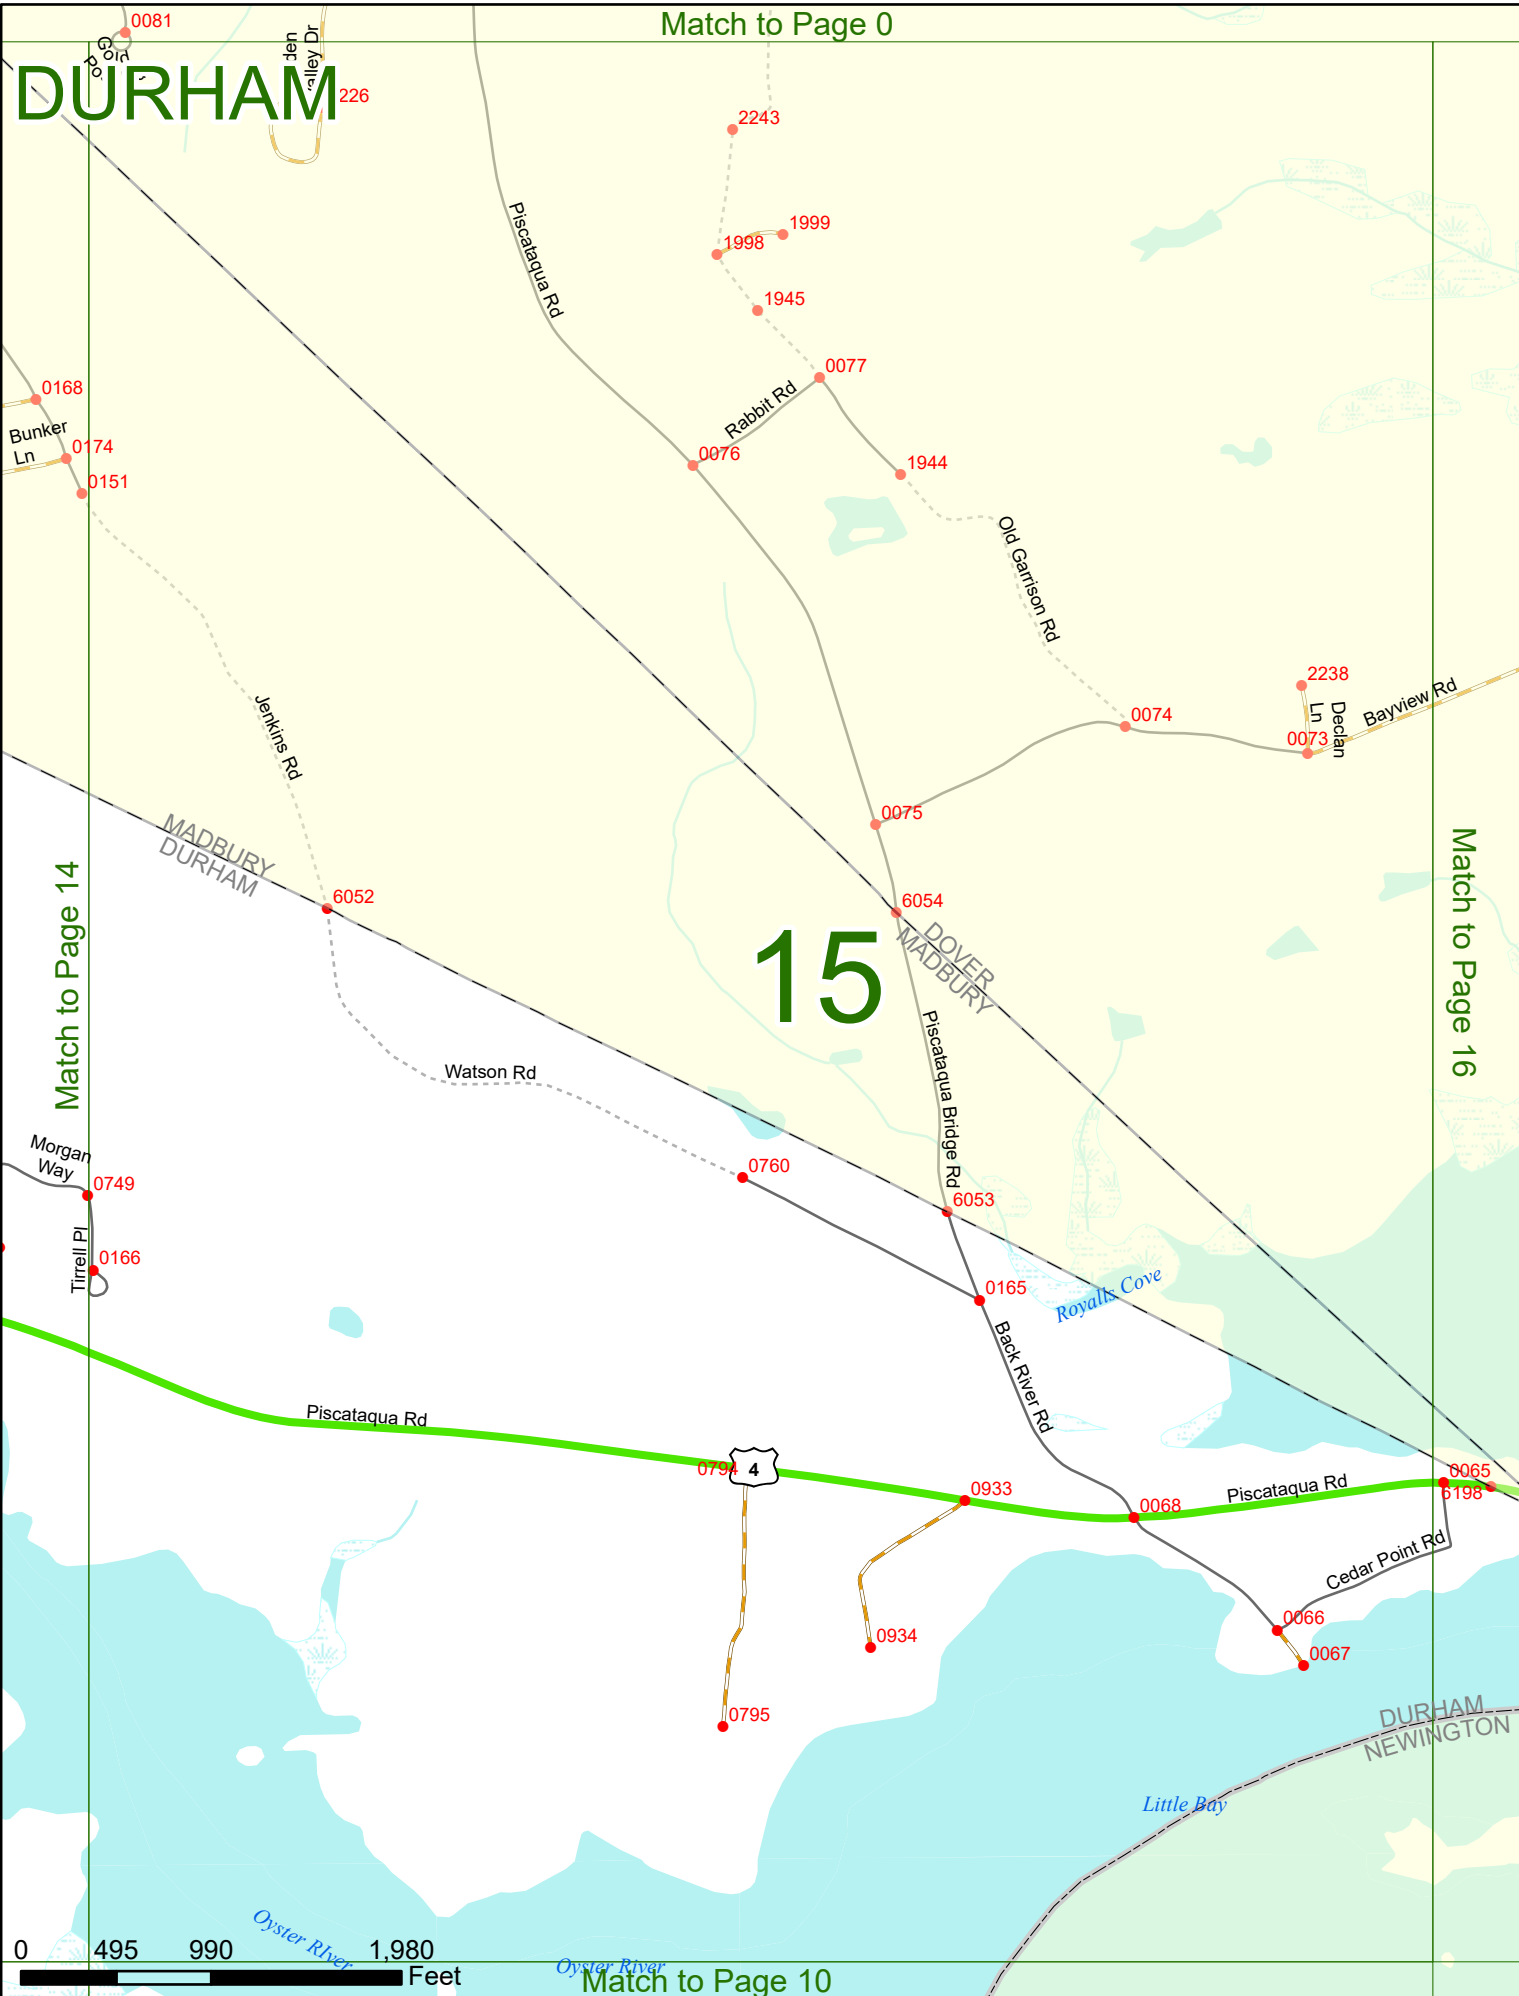 Match to Page 0
0081
DURHAM
alley Dr
226
2243
1999
1998
Piscataqua Rd
1945
0077
Rabbit Rd
0168
Bunker
Ln
0174
0076
1944
0151
Old Garrison Rd
2238
Declan
Ln
Bayview Rd
0074
0073
Jenkins Rd
0075
MADBURY
DURHAM
Match to Page 14
Match to Page 16
6052
6054
15
DOVER
MADBURY
Piscataqua Bridge Rd
Watson Rd
Morgan
Way
0760
0749
6053
Tirrell Pl
0166
0165
Royalls Cove
Back River Rd
Piscataqua Rd
0794
4
0933
0068
Piscataqua Rd
0065
6198
Cedar Point Rd
0066
0934
0067
0795
DURHAM
NEWINGTON
Little Bay
Oyster RIver
Oyster River
0 495 990 1,980
Feet
Match to Page 10